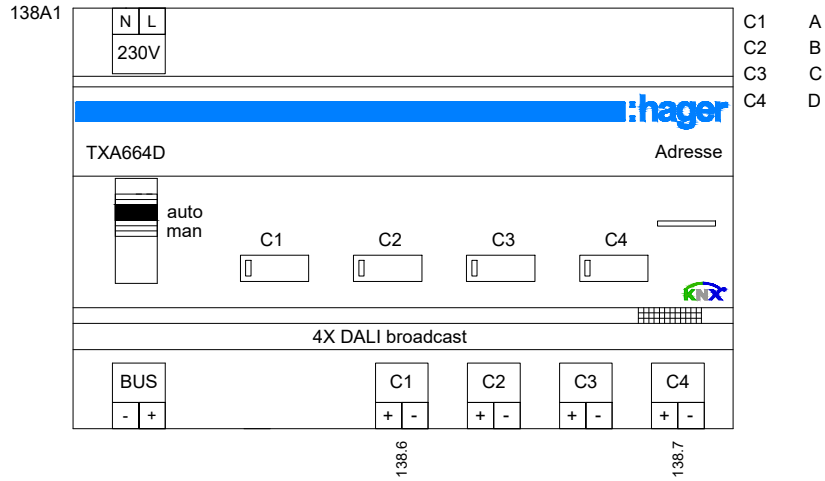 138A1
N L
230V
C1 A
C2 B
C3 C
C4 D
:hager
TXA664D
Adresse
auto
man
C1 C2 C3 C4
KNX
4X DALI broadcast
BUS C1 C2 C3 C4
- + + - + - + - + -
138.6 138.7